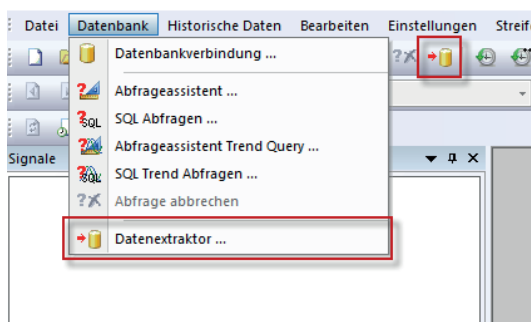 Datei Datenbank Historische Daten Bearbeiten Einstellungen
Datenbankverbindung ...
Abfrageassistent ...
SQL Abfragen ...
Abfrageassistent Trend Query ...
SQL Trend Abfragen ...
Abfrage abbrechen
Datenextraktor ...
Signale